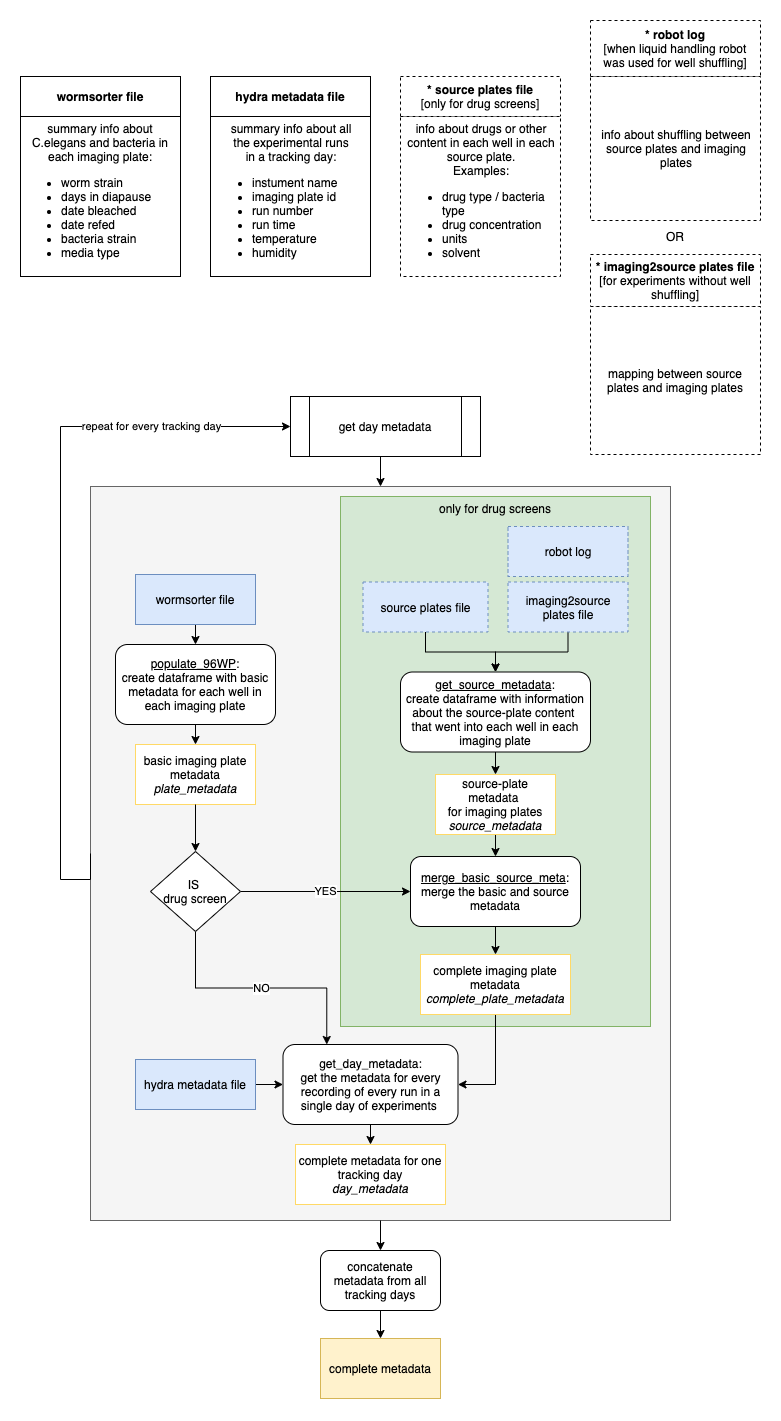 * robot log
[when liquid handling robot
was used for well shuffling]
info about shuffling between
source plates and imaging
plates
wormsorter file
summary info about
C.elegans and bacteria in
each imaging plate:
• worm strain
• days in diapause
• date bleached
• date refed
• bacteria strain
• media type
hydra metadata file
summary info about all
the experimental runs
in a tracking day:
• instument name
• imaging plate id
• run number
• run time
• temperature
• humidity
* source plates file
[only for drug screens]
info about drugs or other
content in each well in each
source plate.
Examples:
• drug type / bacteria
type
• drug concentration
• units
• solvent
OR
* imaging2source plates file
[for experiments without well
shuffling]
mapping between source
plates and imaging plates
repeat for every tracking day
get day metadata
only for drug screens
robot log
wormsorter file
source plates file
imaging2source
plates file
populate_96WP:
create dataframe with basic
metadata for each well in
each imaging plate
get_source_metadata:
create dataframe with information
about the source-plate content
that went into each well in each
imaging plate
basic imaging plate
metadata
plate_metadata
source-plate
metadata
for imaging plates
source_metadata
IS
drug screen
YES
merge_basic_source_meta:
merge the basic and source
metadata
NO
complete imaging plate
metadata
complete_plate_metadata
hydra metadata file
get_day_metadata:
get the metadata for every
recording of every run in a
single day of experiments
complete metadata for one
tracking day
day_metadata
concatenate
metadata from all
tracking days
complete metadata